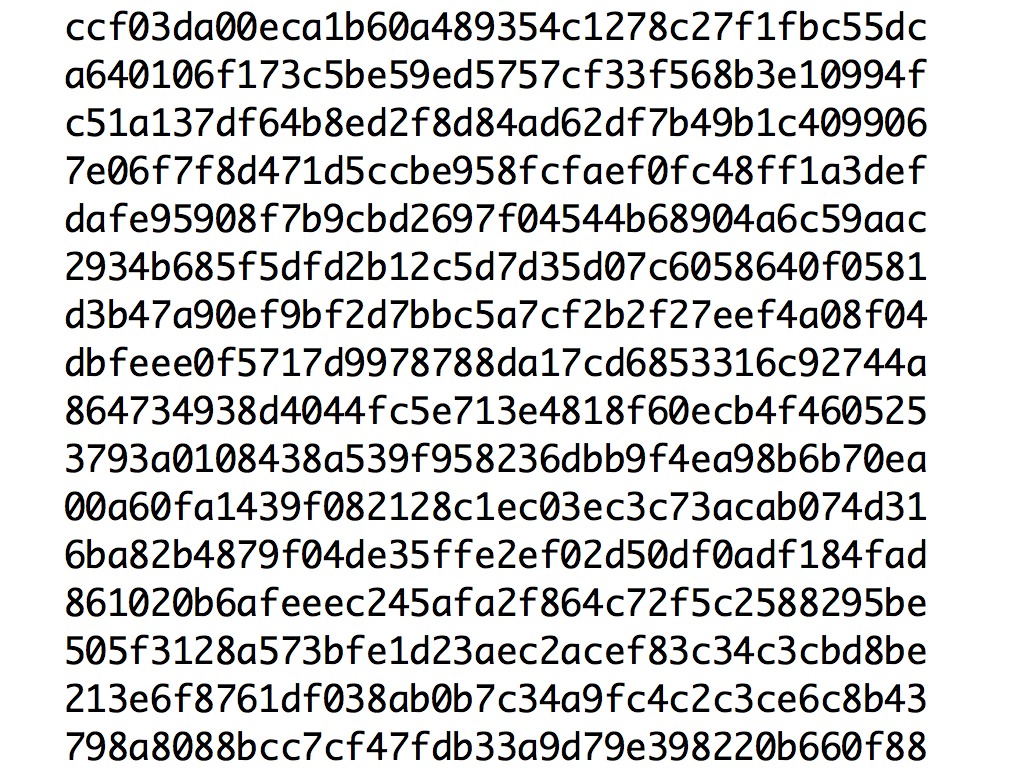 ccf03da00eca1b60a489354c1278c27f1fbc55dc
a640106f173c5be59ed5757cf33f568b3e10994f
c51a137df64b8ed2f8d84ad62df7b49b1c409906
7e06f7f8d471d5ccbe958fcfaef0fc48ff1a3def
dafe95908f7b9cbd2697f04544b68904a6c59aac
2934b685f5dfd2b12c5d7d35d07c6058640f0581
d3b47a90ef9bf2d7bbc5a7cf2b2f27eef4a08f04
dbfeee0f5717d9978788da17cd6853316c92744a
864734938d4044fc5e713e4818f60ecb4f460525
3793a0108438a539f958236dbb9f4ea98b6b70ea
00a60fa1439f082128c1ec03ec3c73acab074d31
6ba82b4879f04de35ffe2ef02d50df0adf184fad
861020b6afeeec245afa2f864c72f5c2588295be
505f3128a573bfe1d23aec2acef83c34c3cbd8be
213e6f8761df038ab0b7c34a9fc4c2c3ce6c8b43
798a8088bcc7cf47fdb33a9d79e398220b660f88